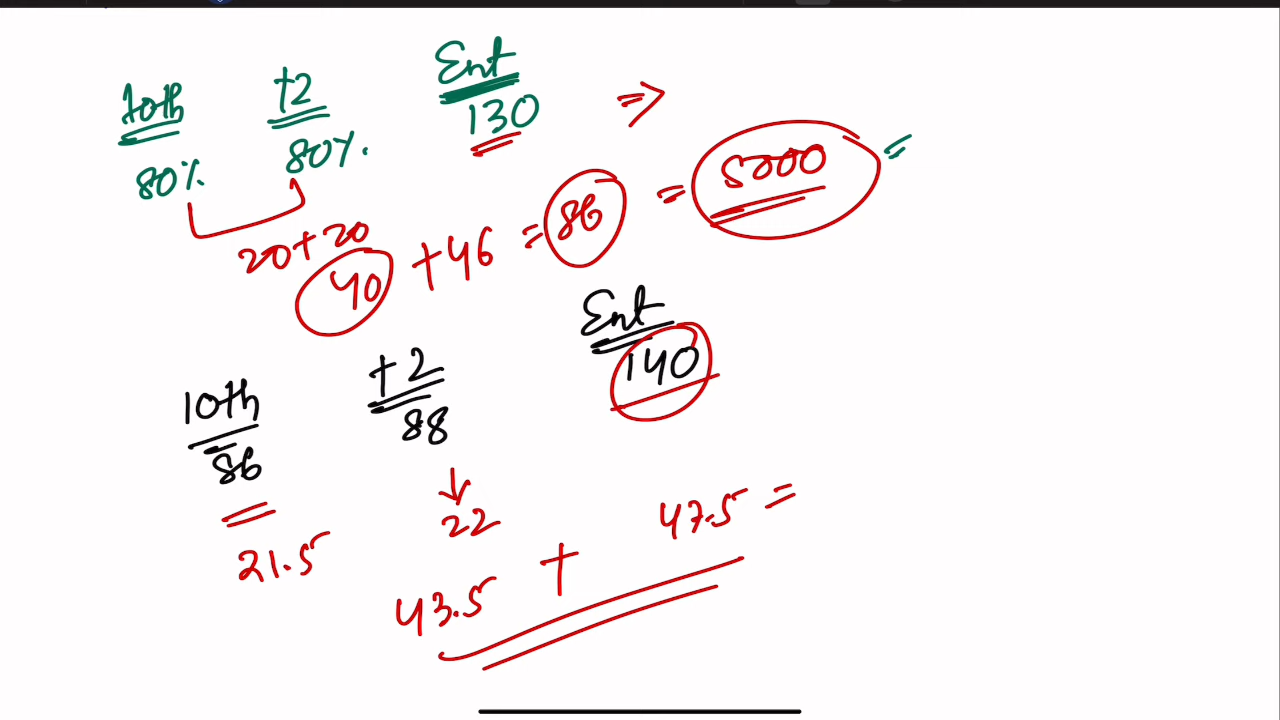 10th +2 Ent
80% 80%. 130 ⇒
20+20
40 +46 = 86 = 5000 =
10th +2 Ent
86 88 140
21.5 22 47.5 =
43.5 +